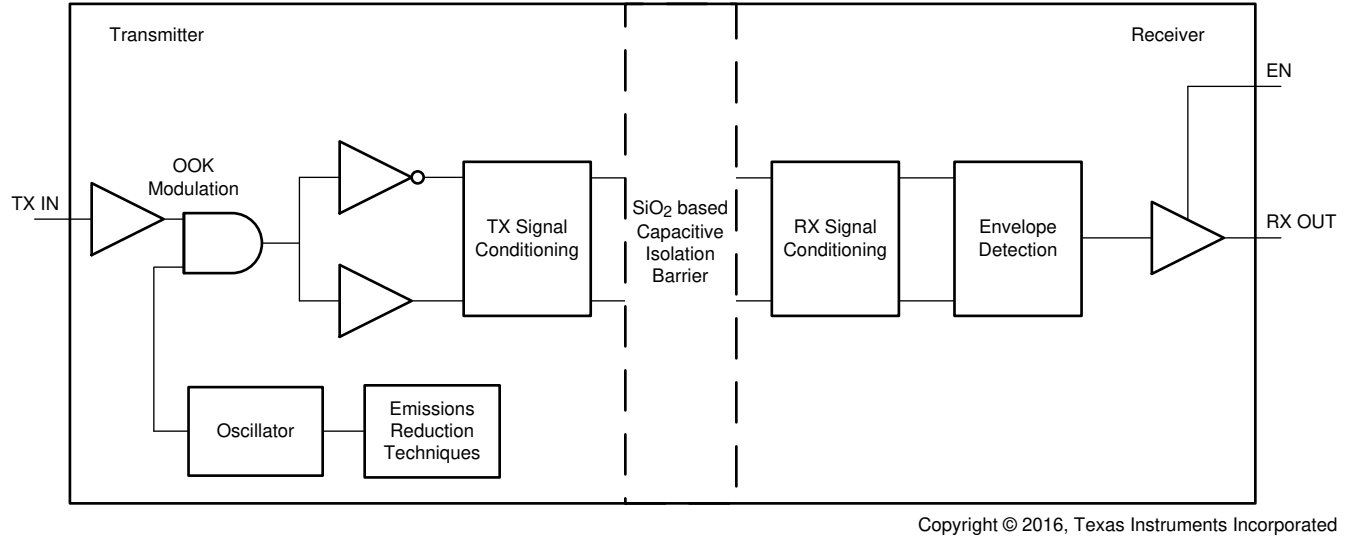 Transmitter
Receiver
EN
OOK
Modulation
TX IN
TX Signal
Conditioning
SiO2 based
Capacitive
Isolation
Barrier
RX Signal
Conditioning
Envelope
Detection
RX OUT
Oscillator
Emissions
Reduction
Techniques
Copyright © 2016, Texas Instruments Incorporated